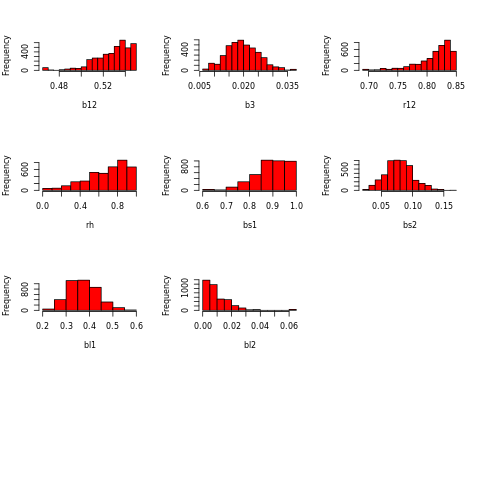 Frequency
0 400
0.48 0.52
b12
Frequency
0 400
0.005 0.020 0.035
b3
Frequency
0 600
0.70 0.75 0.80 0.85
r12
Frequency
0 600
0.0 0.4 0.8
rh
Frequency
0 800
0.6 0.7 0.8 0.9 1.0
bs1
Frequency
0 500
0.05 0.10 0.15
bs2
Frequency
0 800
0.2 0.3 0.4 0.5 0.6
bl1
Frequency
0 1000
0.00 0.02 0.04 0.06
bl2